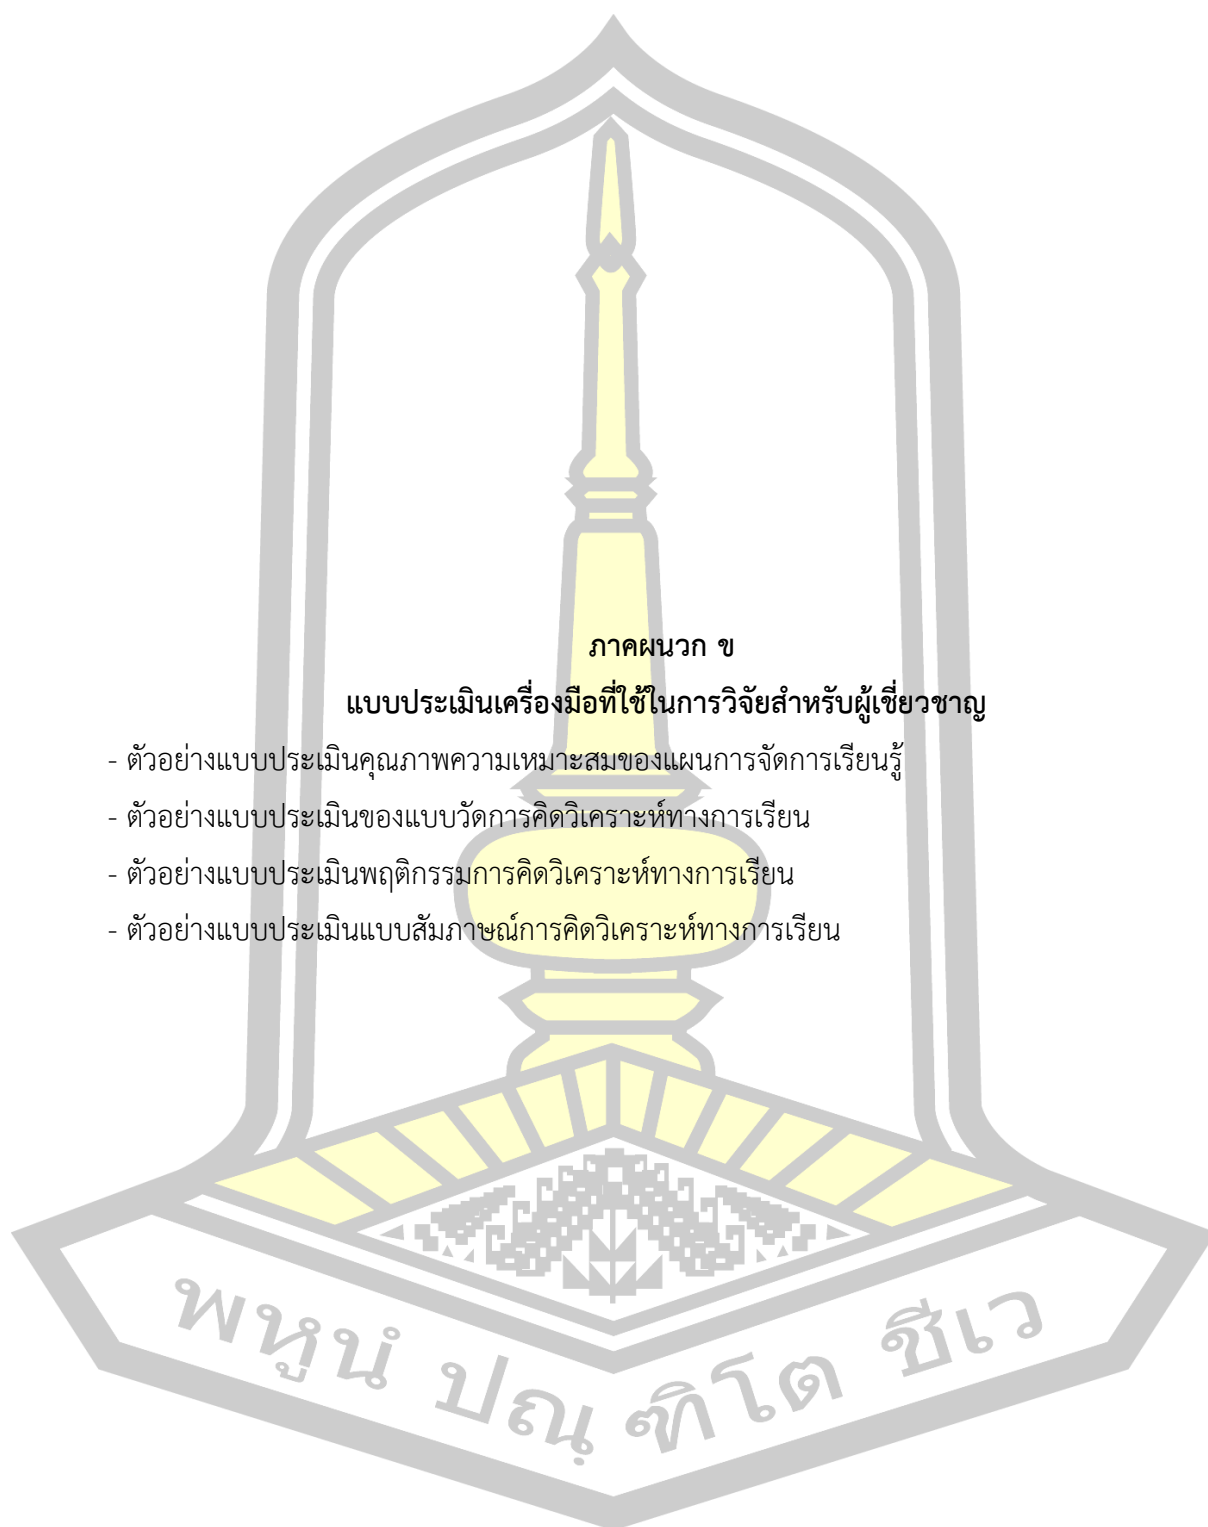 ภาคผนวก ข
แบบประเมินเครื่องมือที่ใช้ในการวิจัยสำหรับผู้เชี่ยวชาญ
- ตัวอย่างแบบประเมินคุณภาพความเหมาะสมของแผนการจัดการเรียนรู้
- ตัวอย่างแบบประเมินของแบบวัดการคิดวิเคราะห์ทางการเรียน
- ตัวอย่างแบบประเมินพฤติกรรมการคิดวิเคราะห์ทางการเรียน
- ตัวอย่างแบบประเมินแบบสัมภาษณ์การคิดวิเคราะห์ทางการเรียน
พหูนํ ปณฺ ฑิโต ชีเว